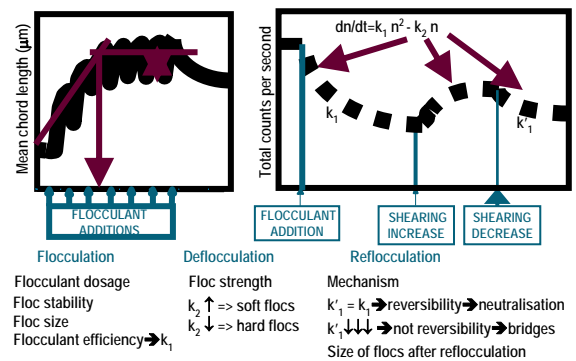 Mean chord length (µm)
FLOCCULANT
ADDITIONS
Total counts per second
dn/dt=k₁ n² - k₂ n
k₁
k'₁
FLOCCULANT
ADDITION
SHEARING
INCREASE
SHEARING
DECREASE
Flocculation
Flocculant dosage
Floc stability
Floc size
Flocculant efficiency➔k₁
Deflocculation
Floc strength
k₂ ↑ => soft flocs
k₂ ↓ => hard flocs
Reflocculation
Mechanism
k'₁ = k₁ ➔reversibility➔neutralisation
k'₁↓↓↓➔not reversibility➔bridges
Size of flocs after reflocculation